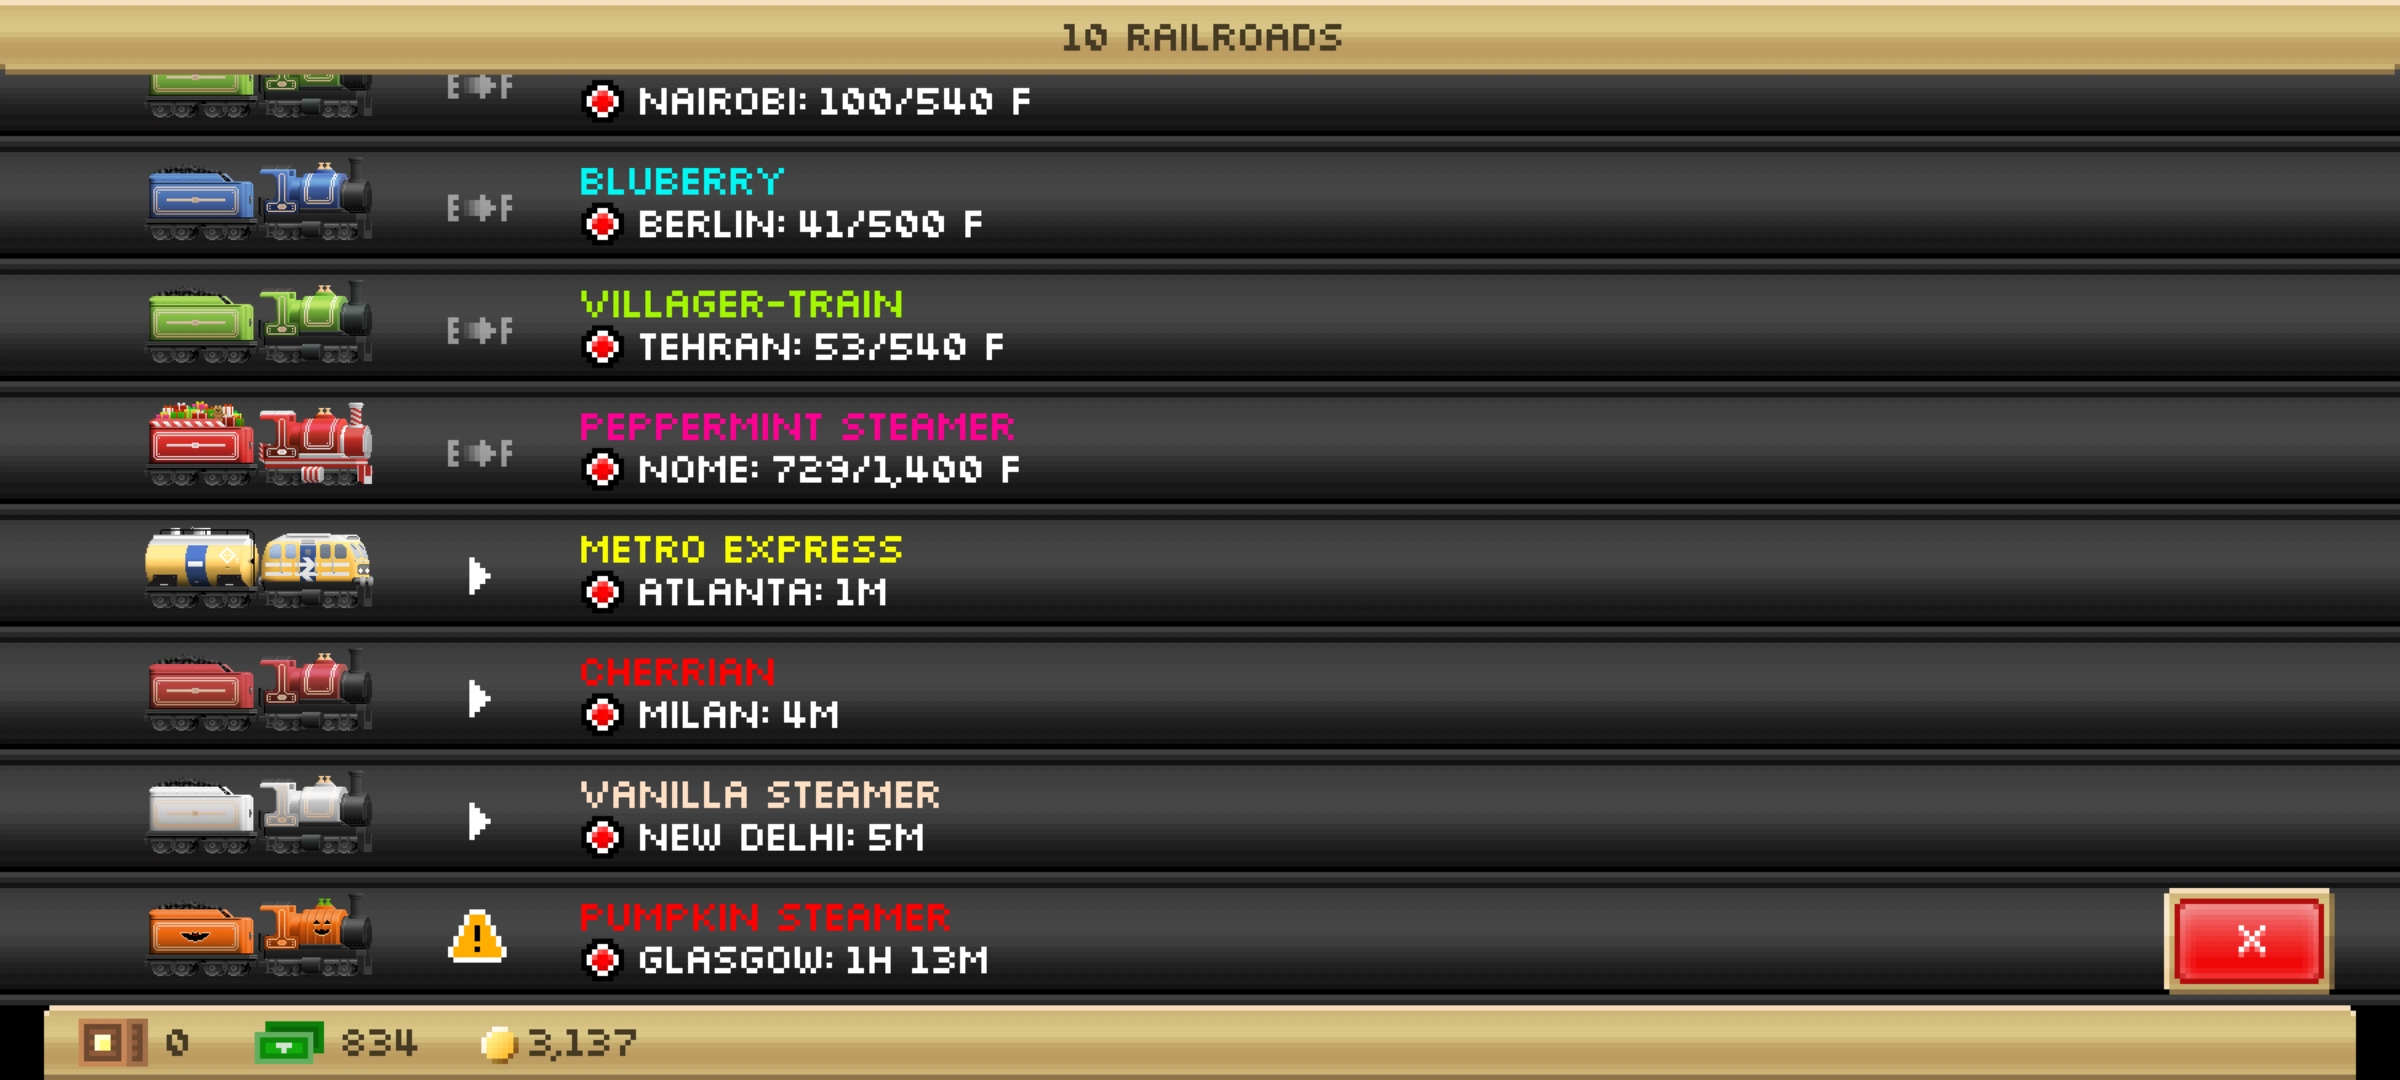 10 RAILROADS
E F
NAIROBI: 100/540 F
BLUBERRY
E F
BERLIN: 41/500 F
VILLAGER-TRAIN
E F
TEHRAN: 53/540 F
PEPPERMINT STEAMER
E F
NOME: 729/1,400 F
METRO EXPRESS
ATLANTA: 1M
CHERRIAN
MILAN: 4M
VANILLA STEAMER
NEW DELHI: 5M
PUMPKIN STEAMER
GLASGOW: 1H 13M
X
0 834 3,137